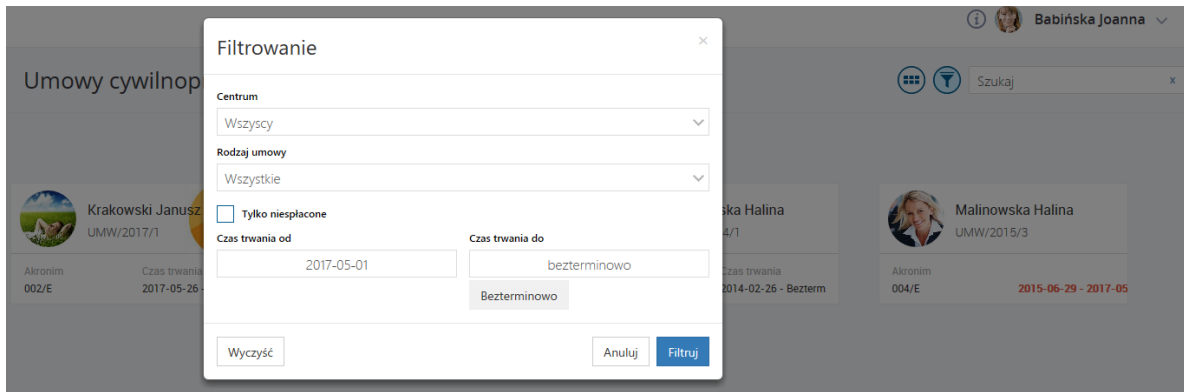 Babińska Joanna
Filtrowanie
×
Umowy cywilnop
Szukaj x
Centrum
Wszyscy
Rodzaj umowy
Wszystkie
Tylko niespłacone
Czas trwania od Czas trwania do
2017-05-01 bezterminowo
Bezterminowo
Wyczyść Anuluj Filtruj
Krakowski Janusz
UMW/2017/1
Akronim Czas trwania
002/E 2017-05-26 -
ska Halina
4/1
Czas trwania
2014-02-26 - Bezterm
Malinowska Halina
UMW/2015/3
Akronim
004/E 2015-06-29 - 2017-05